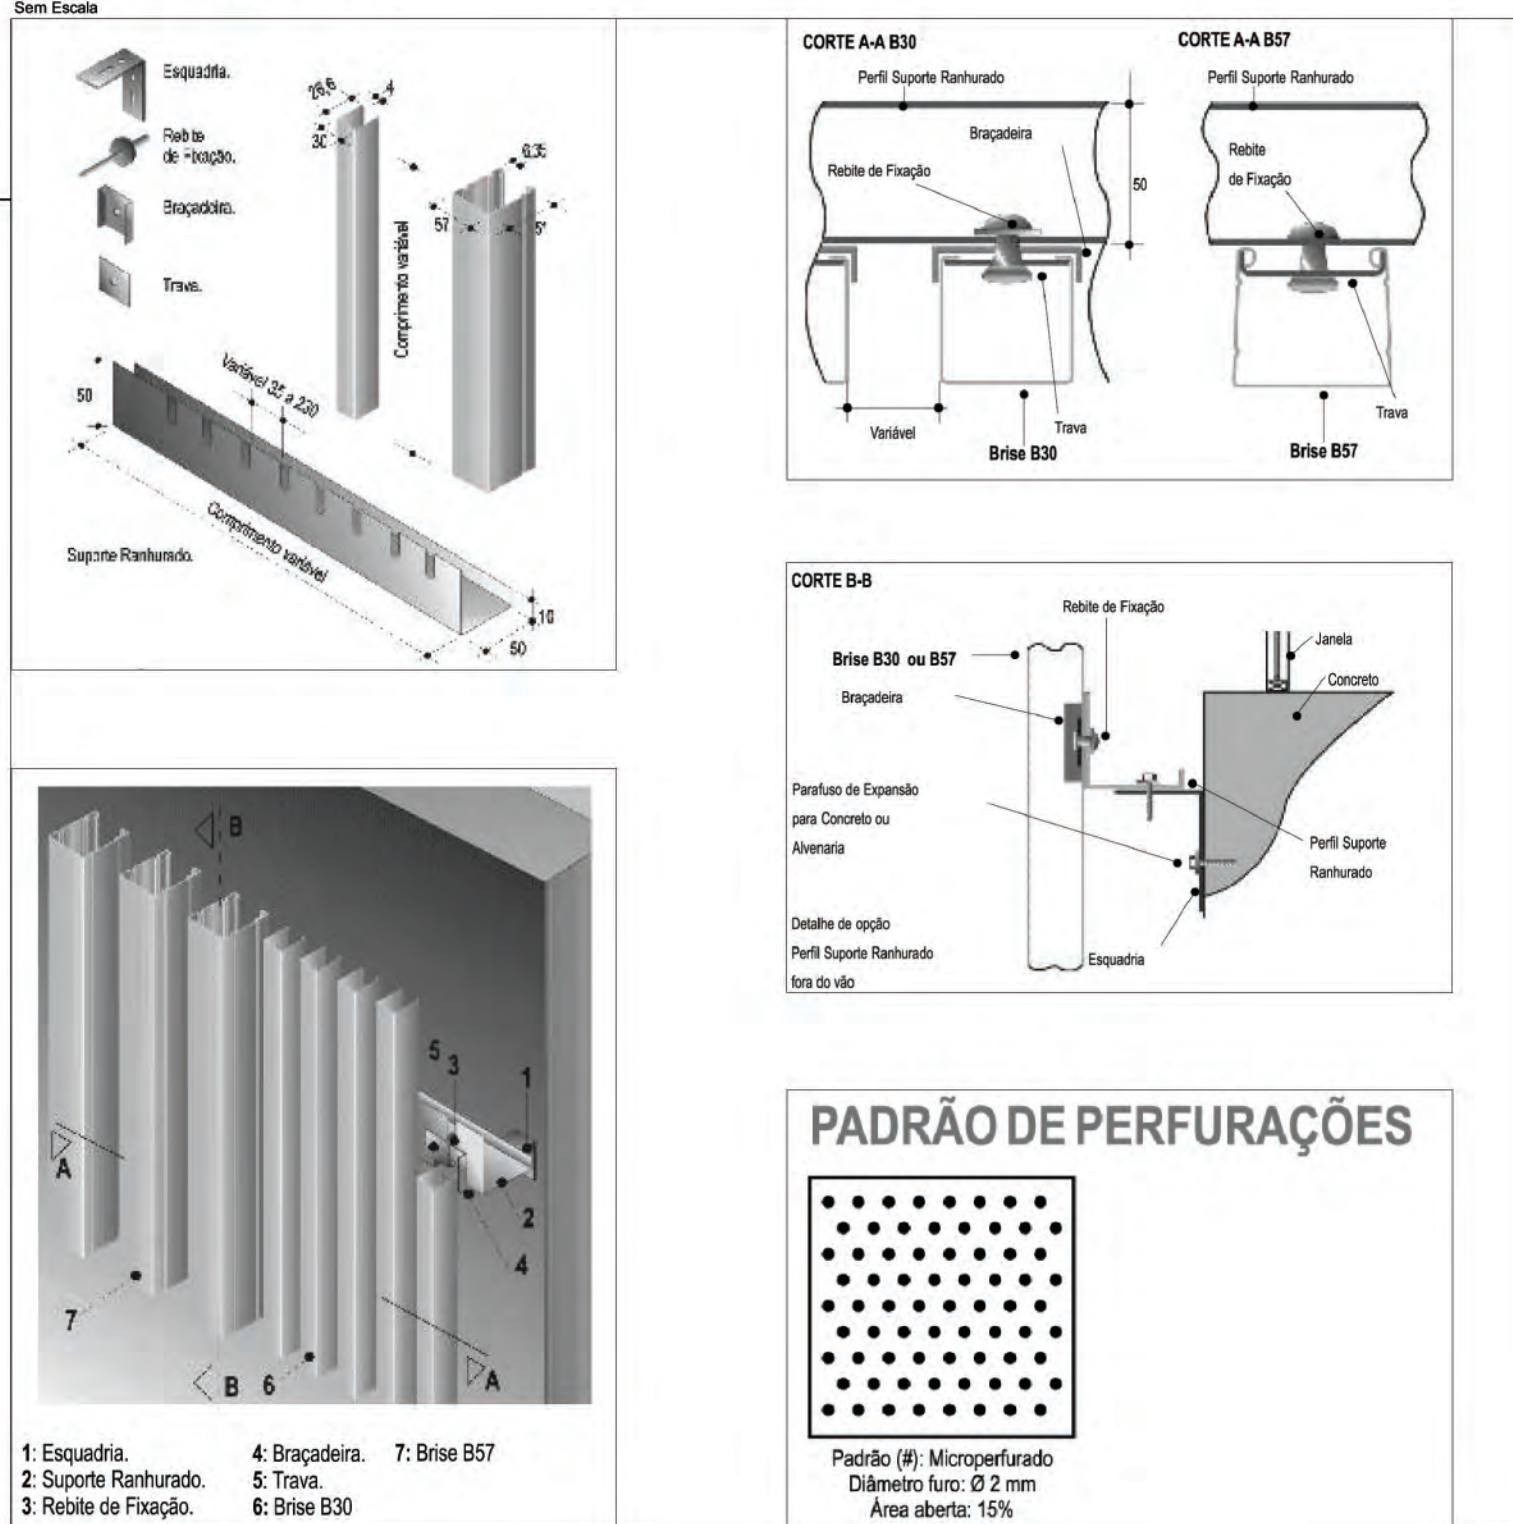 Sem Escala
Esquadria.
Rebite
de Fixação.
Braçadeira.
Trava.
26,6
4
30
6,35
57
Comprimento variável
Variável 35 a 230
50
Comprimento variável
Suporte Ranhurado.
10
50
CORTE A-A B30
Perfil Suporte Ranhurado
Braçadeira
Rebite de Fixação
50
Variável
Trava
Brise B30
CORTE A-A B57
Perfil Suporte Ranhurado
Rebite
de Fixação
Trava
Brise B57
CORTE B-B
Rebite de Fixação
Janela
Brise B30 ou B57
Concreto
Braçadeira
Parafuso de Expansão
para Concreto ou
Alvenaria
Perfil Suporte
Ranhurado
Detalhe de opção
Perfil Suporte Ranhurado
fora do vão
Esquadria
B
5
3
1
A
2
4
7
B
6
A
1: Esquadria.
2: Suporte Ranhurado.
3: Rebite de Fixação.
4: Braçadeira.
5: Trava.
6: Brise B30
7: Brise B57
PADRÃO DE PERFURAÇÕES
Padrão (#): Microperfurado
Diâmetro furo: Ø 2 mm
Área aberta: 15%